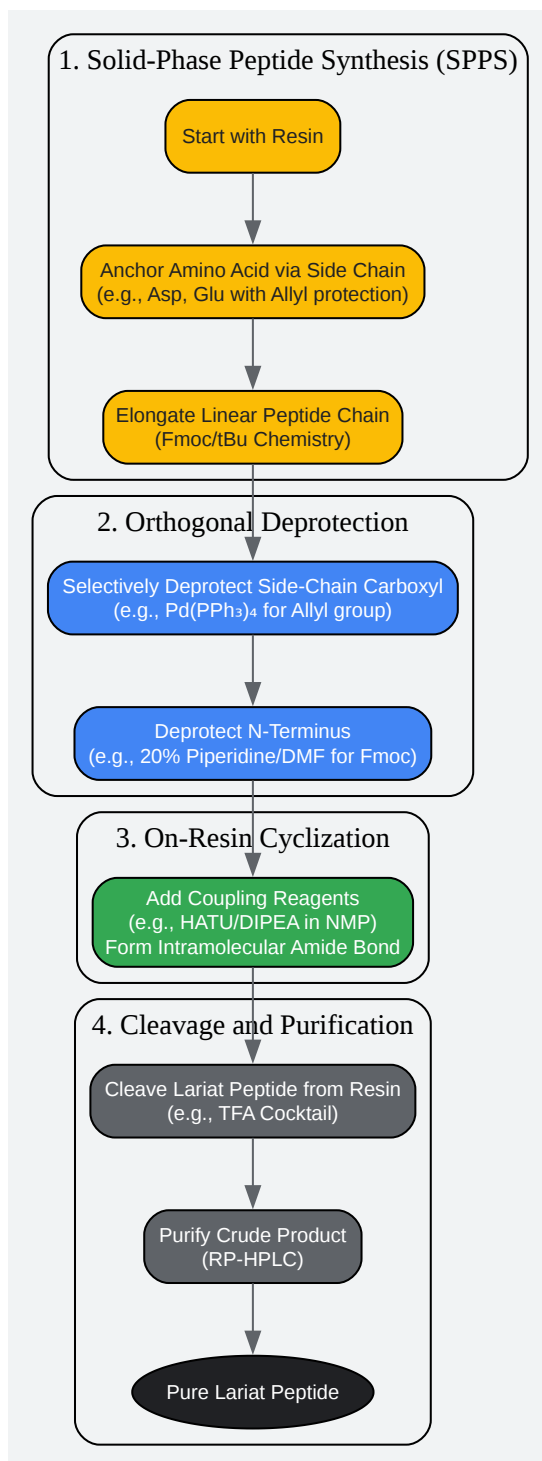 1. Solid-Phase Peptide Synthesis (SPPS)
Start with Resin
Anchor Amino Acid via Side Chain
(e.g., Asp, Glu with Allyl protection)
Elongate Linear Peptide Chain
(Fmoc/tBu Chemistry)
2. Orthogonal Deprotection
Selectively Deprotect Side-Chain Carboxyl
(e.g., Pd(PPh₃)₄ for Allyl group)
Deprotect N-Terminus
(e.g., 20% Piperidine/DMF for Fmoc)
3. On-Resin Cyclization
Add Coupling Reagents
(e.g., HATU/DIPEA in NMP)
Form Intramolecular Amide Bond
4. Cleavage and Purification
Cleave Lariat Peptide from Resin
(e.g., TFA Cocktail)
Purify Crude Product
(RP-HPLC)
Pure Lariat Peptide